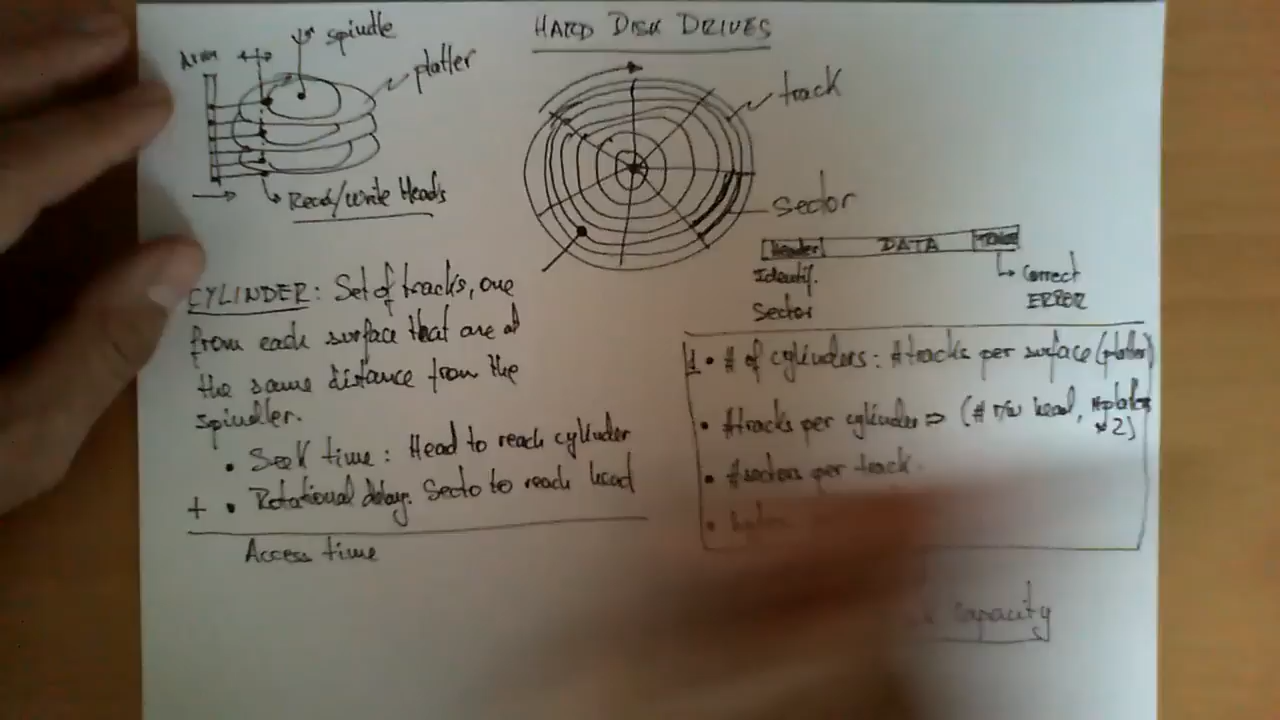 HARD DISK DRIVES
Arm
spindle
platter
Read/Write Heads
track
sector
Header DATA
Identif.
Sector
Correct
ERROR
CYLINDER: Set of tracks, one
from each surface that are at
the same distance from the
spindler.
• Seek time: Head to reach cylinder
+ • Rotational delay: Secto to reach head
Access time
• # of cylinders: #tracks per surface (platter)
• #tracks per cylinder ⇒ (# r/w head, #platers
* 2)
• #sectors per track.
•
capacity